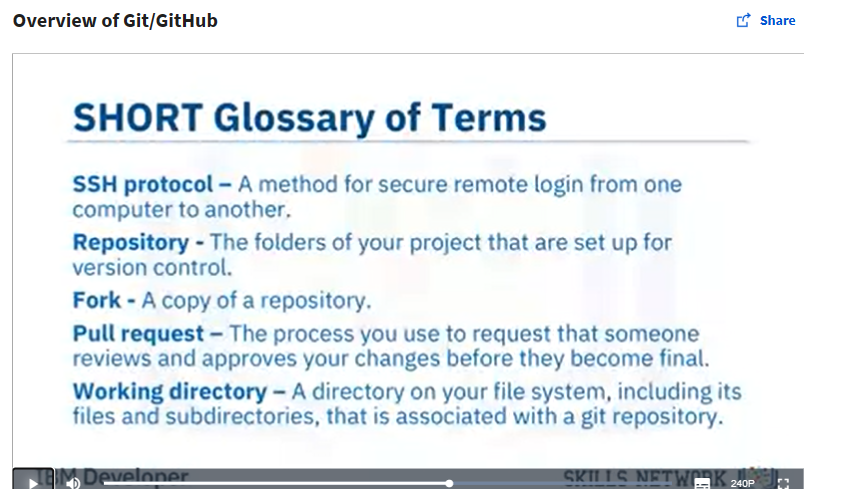 Overview of Git/GitHub
Share
SHORT Glossary of Terms
SSH protocol – A method for secure remote login from one
computer to another.
Repository - The folders of your project that are set up for
version control.
Fork - A copy of a repository.
Pull request – The process you use to request that someone
reviews and approves your changes before they become final.
Working directory – A directory on your file system, including its
files and subdirectories, that is associated with a git repository.
IBM Developer
SKILLS NETWORK
240P